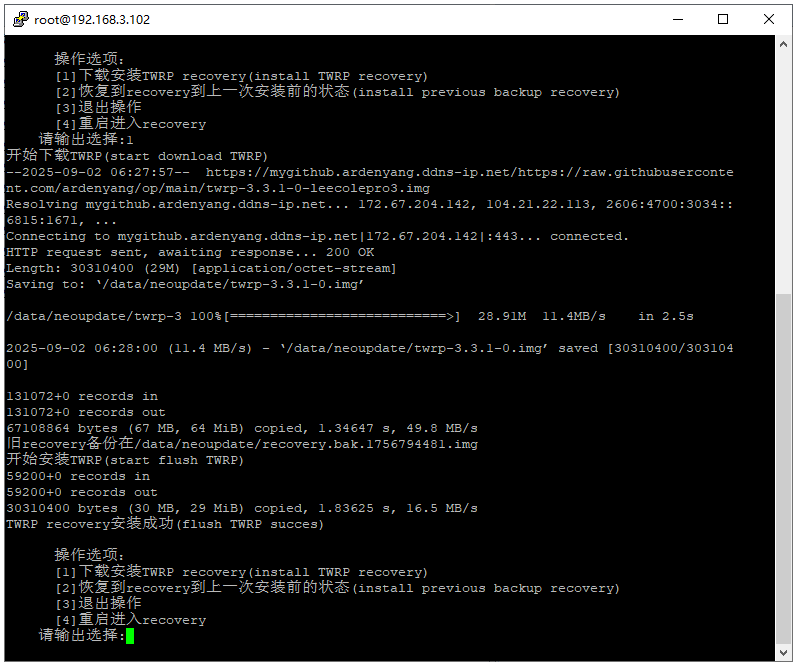 root@192.168.3.102
操作选项:
[1]下载安装TWRP recovery(install TWRP recovery)
[2]恢复到recovery到上一次安装前的状态(install previous backup recovery)
[3]退出操作
[4]重启进入recovery
请输出选择:1
开始下载TWRP(start download TWRP)
--2025-09-02 06:27:57--  https://mygithub.ardenyang.ddns-ip.net/https://raw.githubuserconte
nt.com/ardenyang/op/main/twrp-3.3.1-0-leecolepro3.img
Resolving mygithub.ardenyang.ddns-ip.net... 172.67.204.142, 104.21.22.113, 2606:4700:3034::
6815:1671, ...
Connecting to mygithub.ardenyang.ddns-ip.net|172.67.204.142|:443... connected.
HTTP request sent, awaiting response... 200 OK
Length: 30310400 (29M) [application/octet-stream]
Saving to: ‘/data/neoupdate/twrp-3.3.1-0.img’
/data/neoupdate/twrp-3 100%[===========================>]  28.91M  11.4MB/s    in 2.5s
2025-09-02 06:28:00 (11.4 MB/s) - ‘/data/neoupdate/twrp-3.3.1-0.img’ saved [30310400/303104
00]
131072+0 records in
131072+0 records out
67108864 bytes (67 MB, 64 MiB) copied, 1.34647 s, 49.8 MB/s
旧recovery备份在/data/neoupdate/recovery.bak.1756794481.img
开始安装TWRP(start flush TWRP)
59200+0 records in
59200+0 records out
30310400 bytes (30 MB, 29 MiB) copied, 1.83625 s, 16.5 MB/s
TWRP recovery安装成功(flush TWRP succes)
操作选项:
[1]下载安装TWRP recovery(install TWRP recovery)
[2]恢复到recovery到上一次安装前的状态(install previous backup recovery)
[3]退出操作
[4]重启进入recovery
请输出选择: